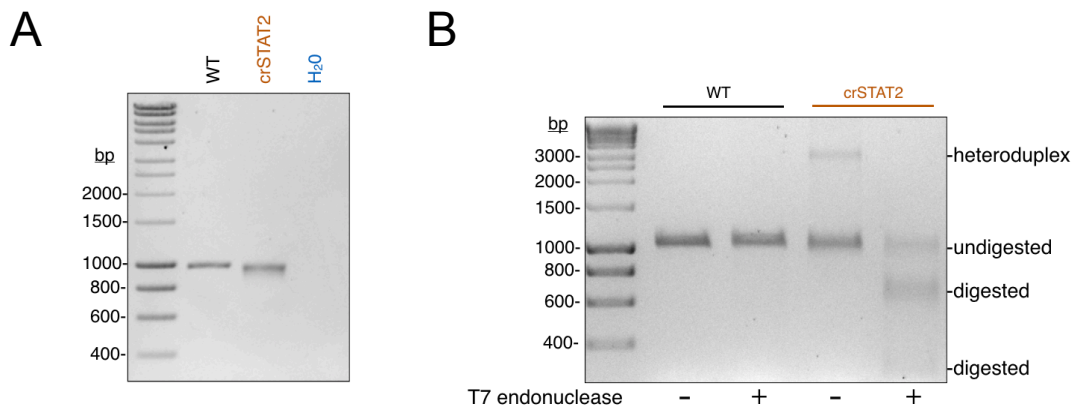 A
WT
crSTAT2
H₂0
bp
2000-
1500-
1000-
800-
600-
400-
B
WT
crSTAT2
bp
3000-
2000-
1500-
1000-
800-
600-
400-
-heteroduplex
-undigested
-digested
-digested
T7 endonuclease - + - +